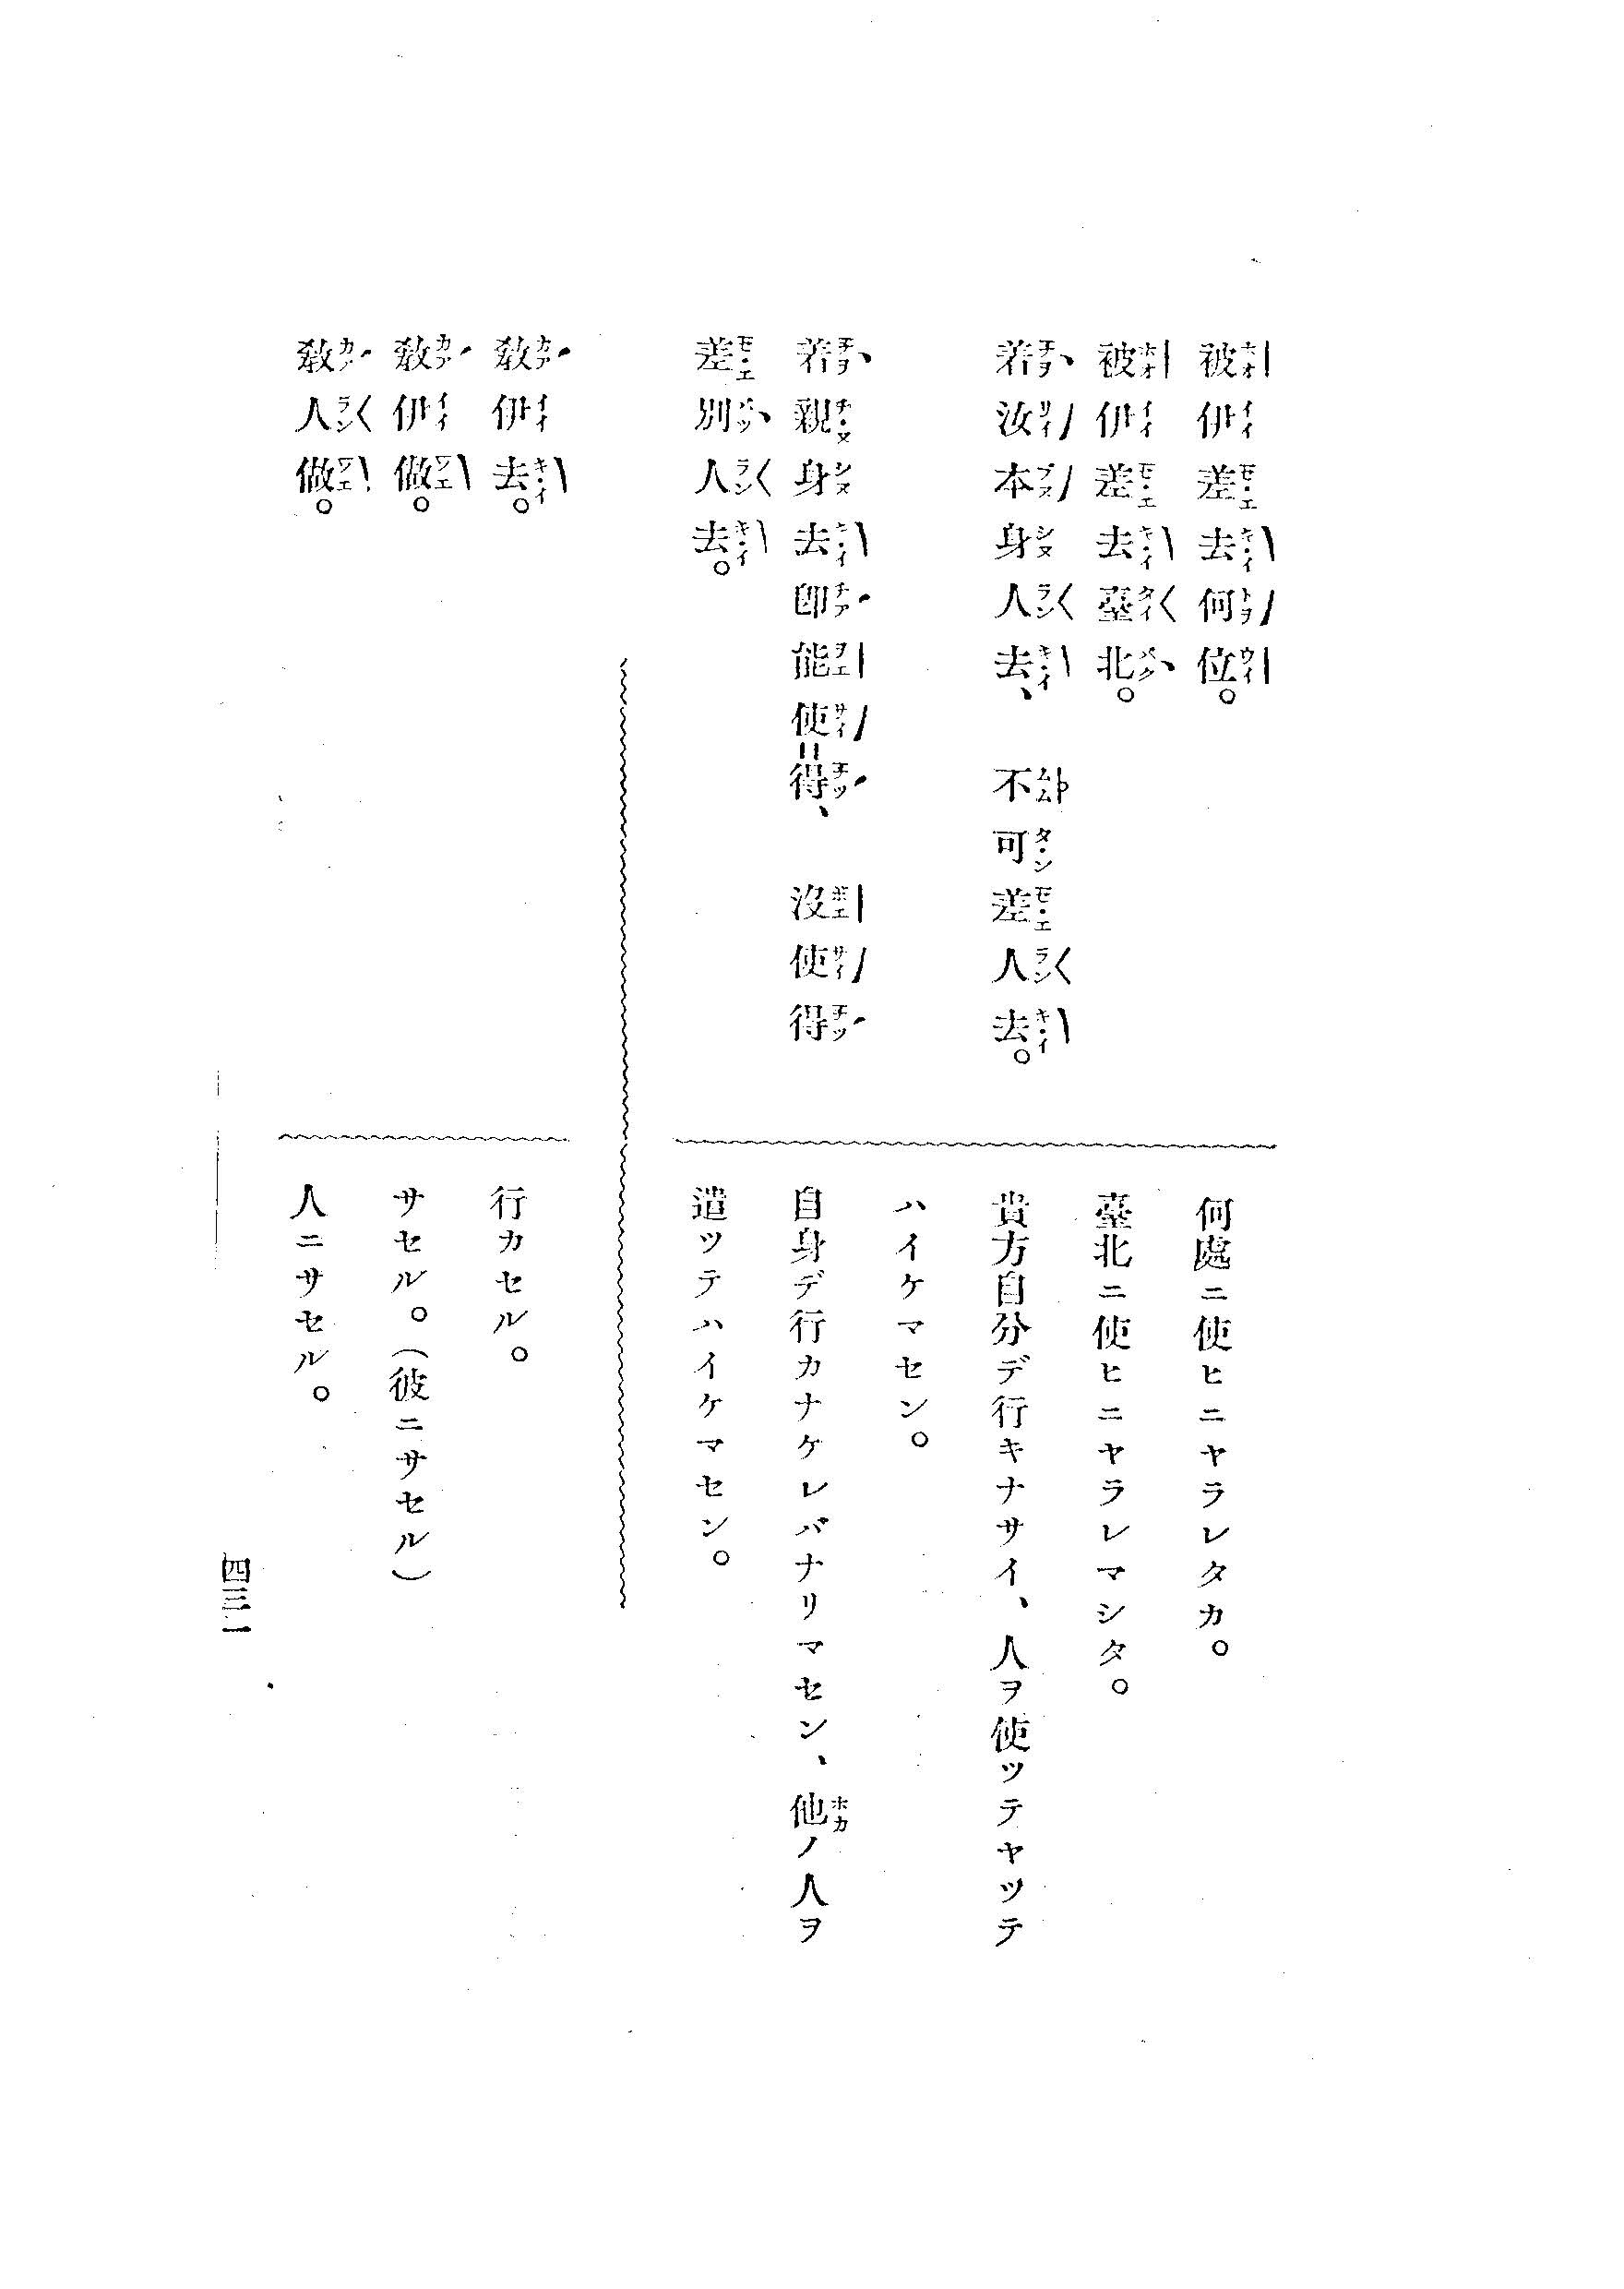 被伊差去何位。
被伊差去臺北。
着汝本身人去、不可差人去。
着親身去卽能使=得、沒使得
差別人去。
何處ニ使ヒニヤラレタカ。
臺北ニ使ヒニヤラレマシタ。
貴方自分デ行キナサイ、人ヲ使ツテヤツテ
ハイケマセン。
自身デ行カナケレバナリマセン、他ノ人ヲ
遣ツテハイケマセン。
敎伊去。
敎伊做。
敎人做。
行カセル。
サセル。(彼ニサセル)
人ニサセル。
四三一